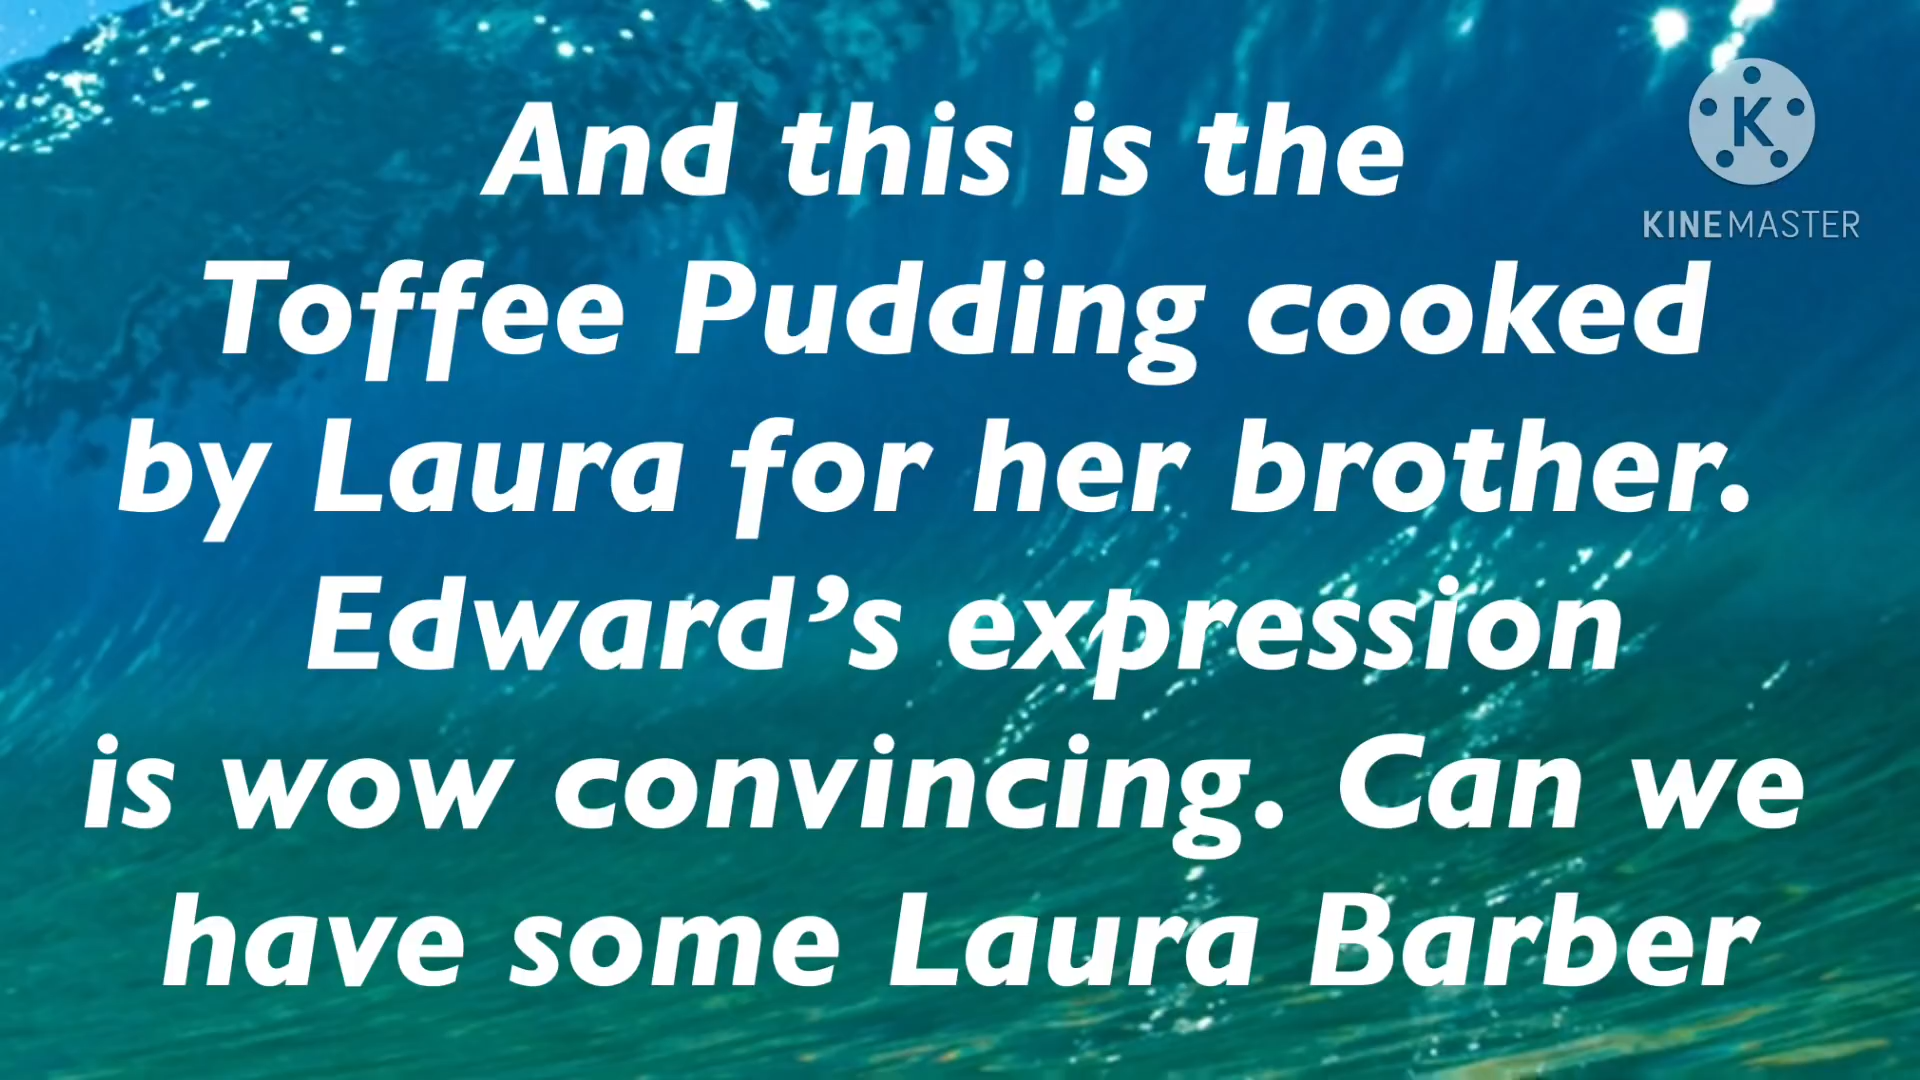 And this is the
Toffee Pudding cooked
by Laura for her brother.
Edward’s expression
is wow convincing. Can we
have some Laura Barber
K
KINEMASTER